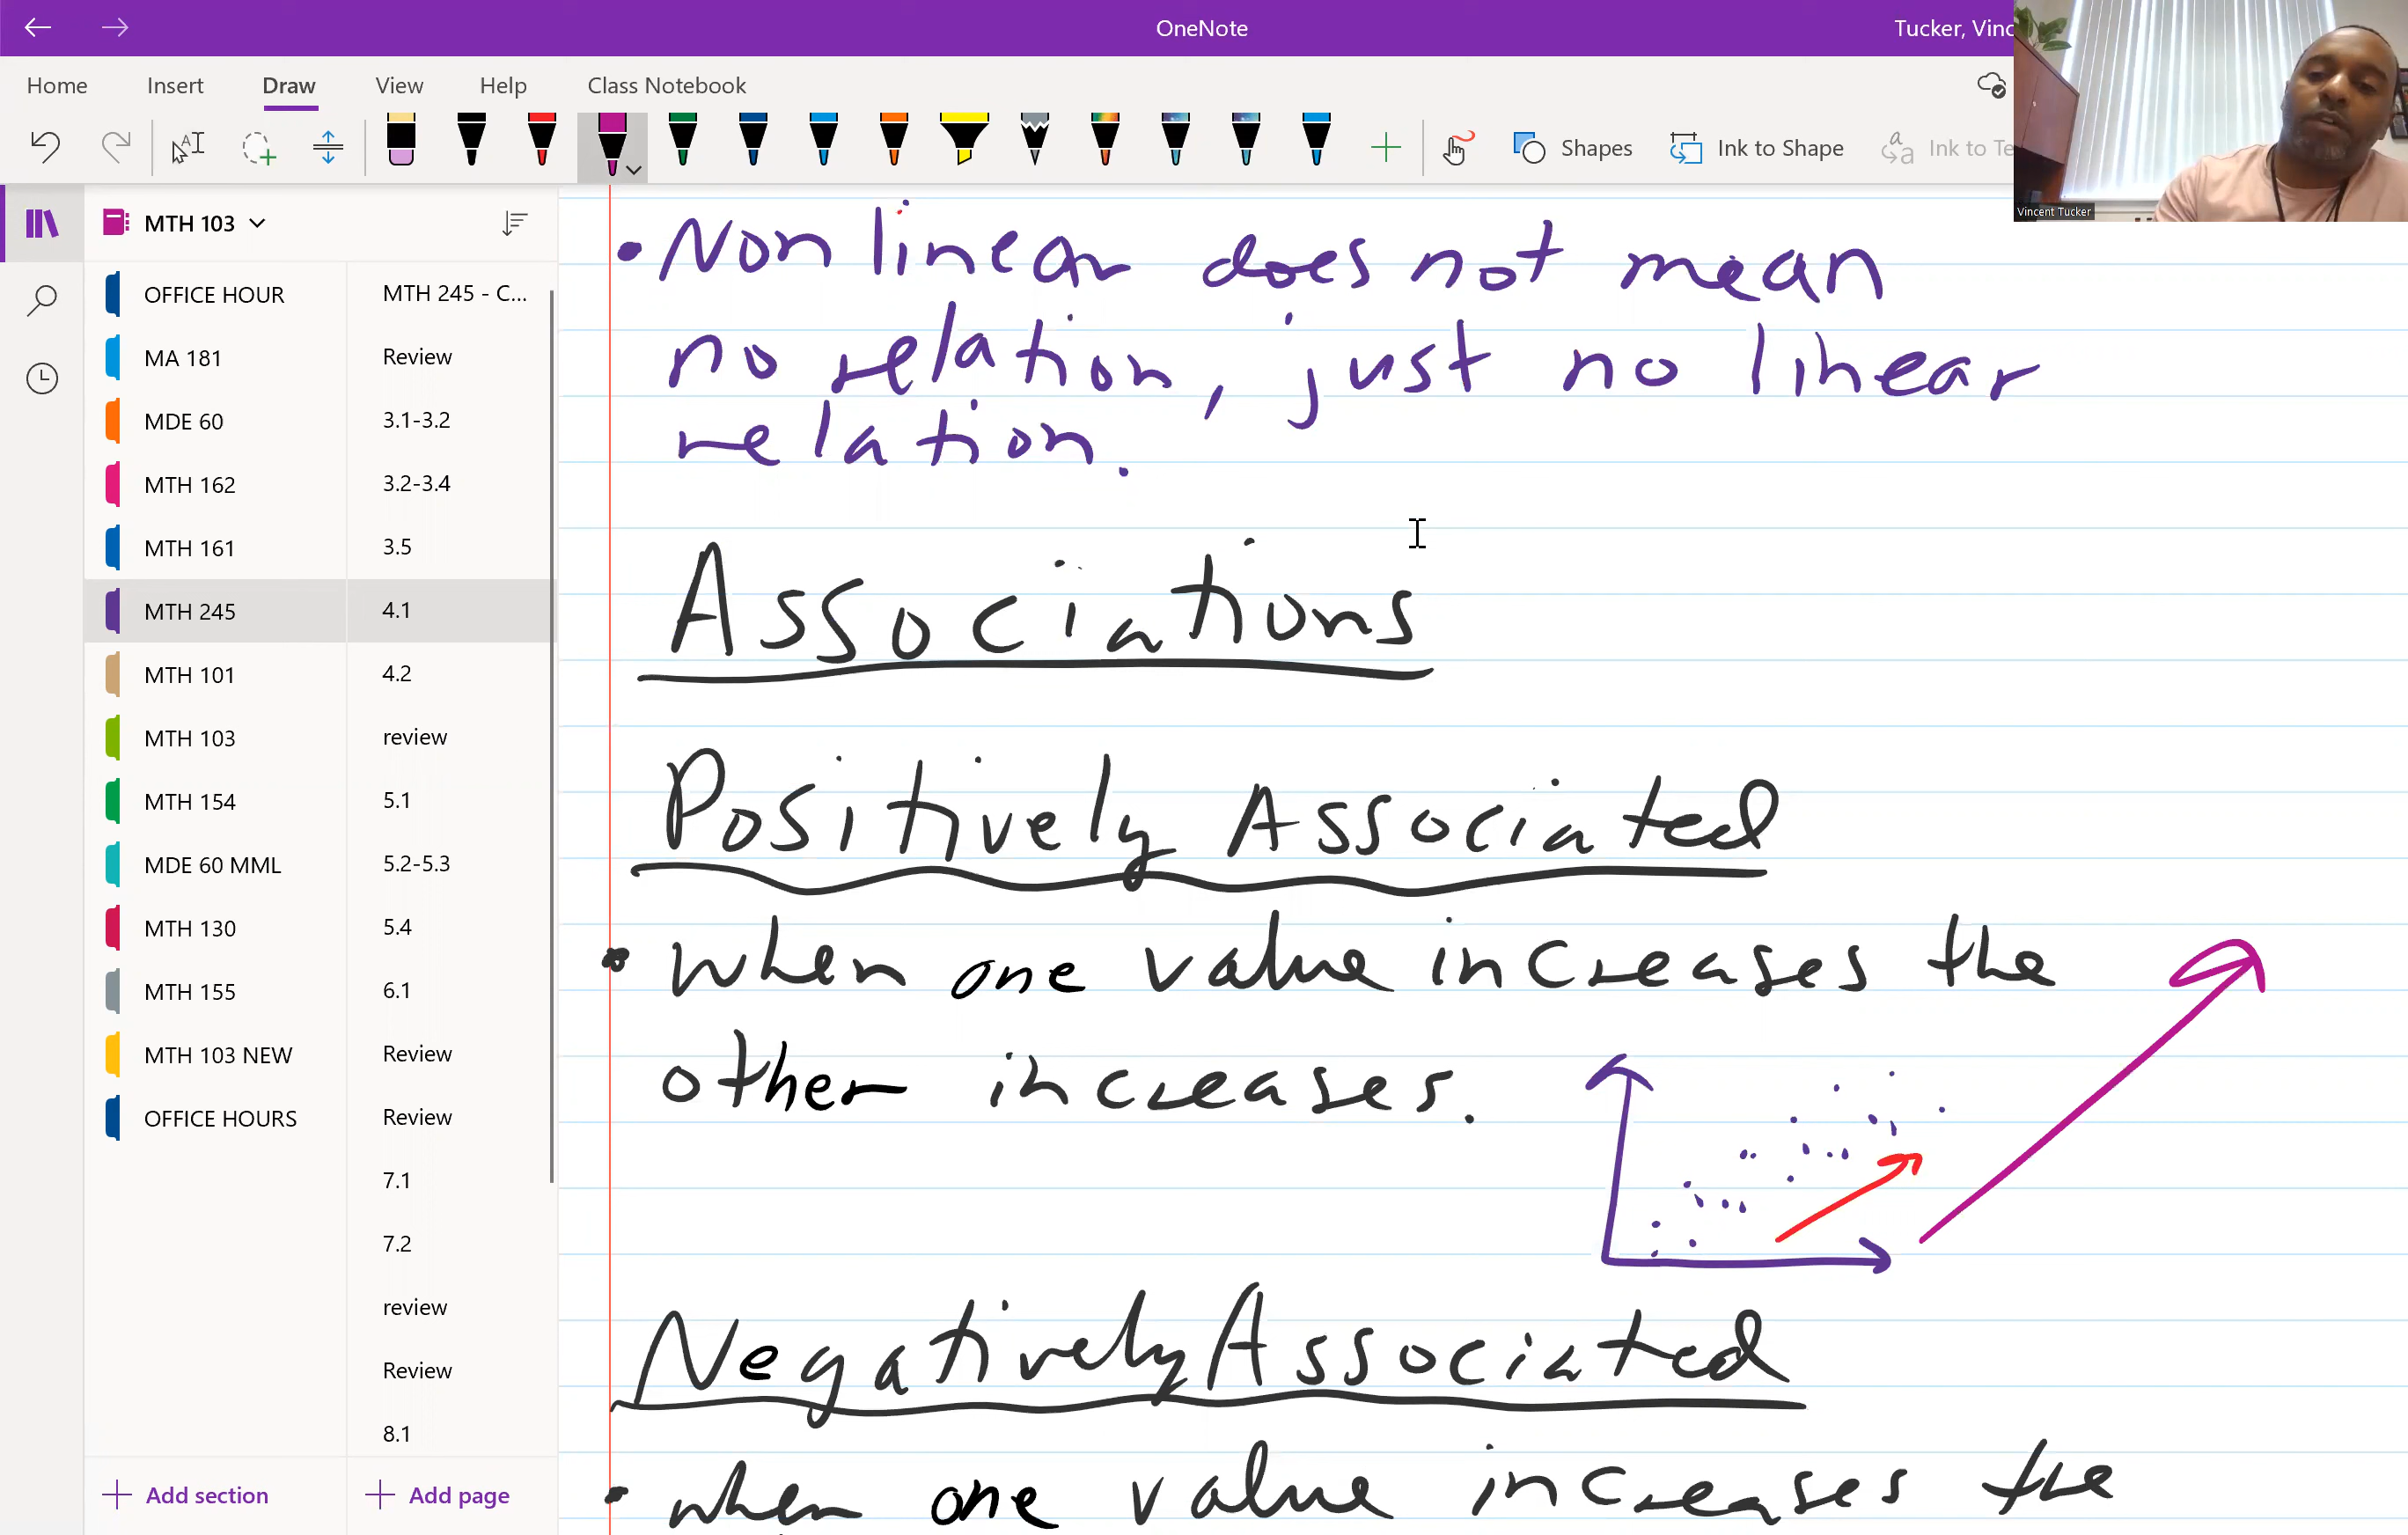 OneNote
Tucker, Vinc
Home
Insert
Draw
View
Help
Class Notebook
Shapes
Ink to Shape
Ink to Te
Vincent Tucker
MTH 103
OFFICE HOUR
MA 181
MDE 60
MTH 162
MTH 161
MTH 245
MTH 101
MTH 103
MTH 154
MDE 60 MML
MTH 130
MTH 155
MTH 103 NEW
OFFICE HOURS
Add section
MTH 245 - C...
Review
3.1-3.2
3.2-3.4
3.5
4.1
4.2
review
5.1
5.2-5.3
5.4
6.1
Review
Review
7.1
7.2
review
Review
8.1
Add page
• Non linear does not mean
no relation, just no linear
relation.
Associations
Positively Associated
• when one value increases the
other increases.
Negatively Associated
• when one value increases the